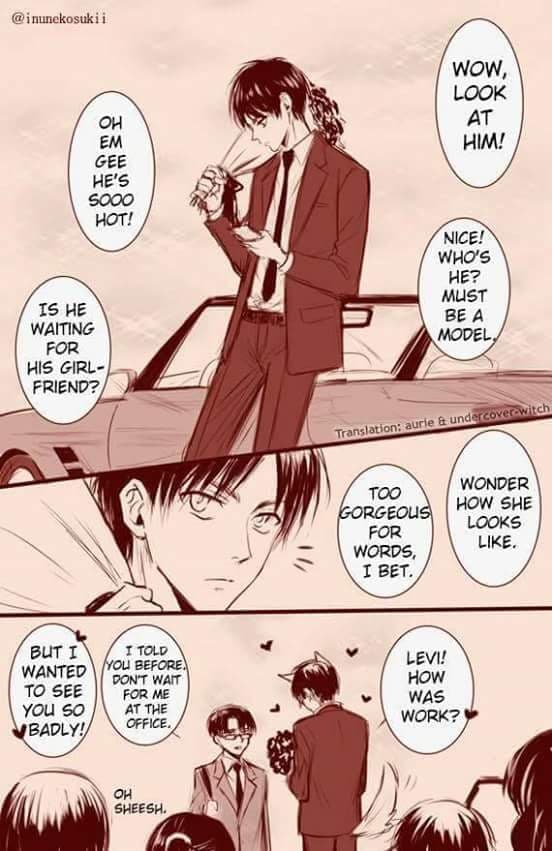 @inunekosukii
WOW,
LOOK
AT
HIM!
OH
EM
GEE
HE'S
SOOO
HOT!
NICE!
WHO'S
HE?
MUST
BE A
MODEL.
IS HE
WAITING
FOR
HIS GIRL-
FRIEND?
Translation: aurie & undercover-witch
WONDER
HOW SHE
LOOKS
LIKE.
TOO
GORGEOUS
FOR
WORDS,
I BET.
LEVI!
HOW
WAS
WORK?
I TOLD
YOU BEFORE.
DON'T WAIT
FOR ME
AT THE
OFFICE.
BUT I
WANTED
TO SEE
YOU SO
BADLY!
OH
SHEESH.